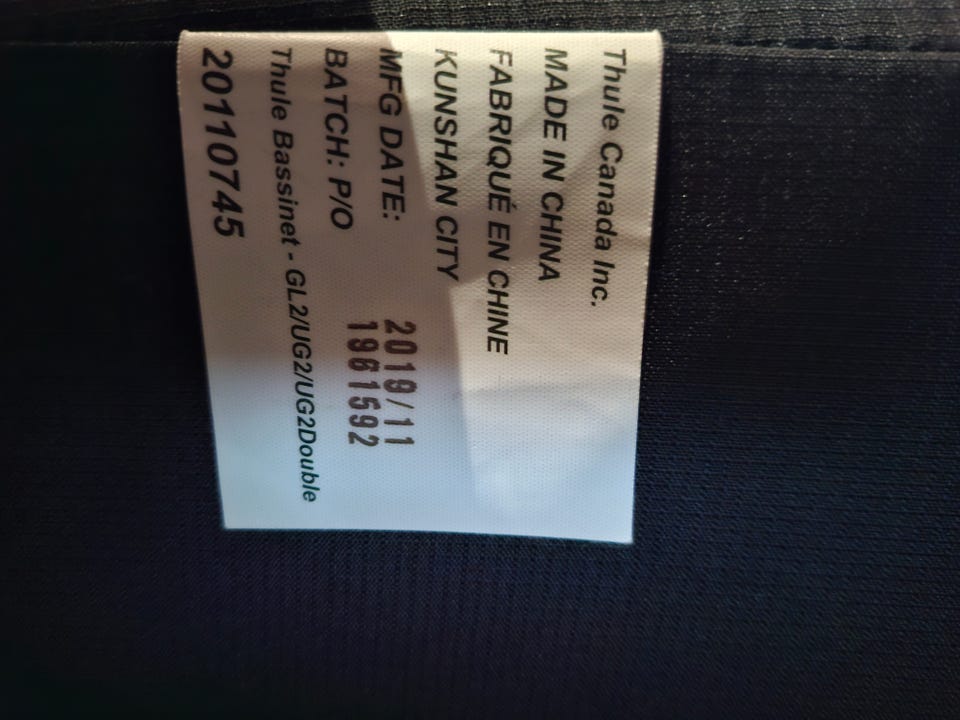 Thule Canada Inc.
MADE IN CHINA
FABRIQUÉ EN CHINE
KUNSHAN CITY
MFG DATE: 2019/11
BATCH: P/O 1961592
Thule Bassinet - GL2/UG2/UG2Double
20110745